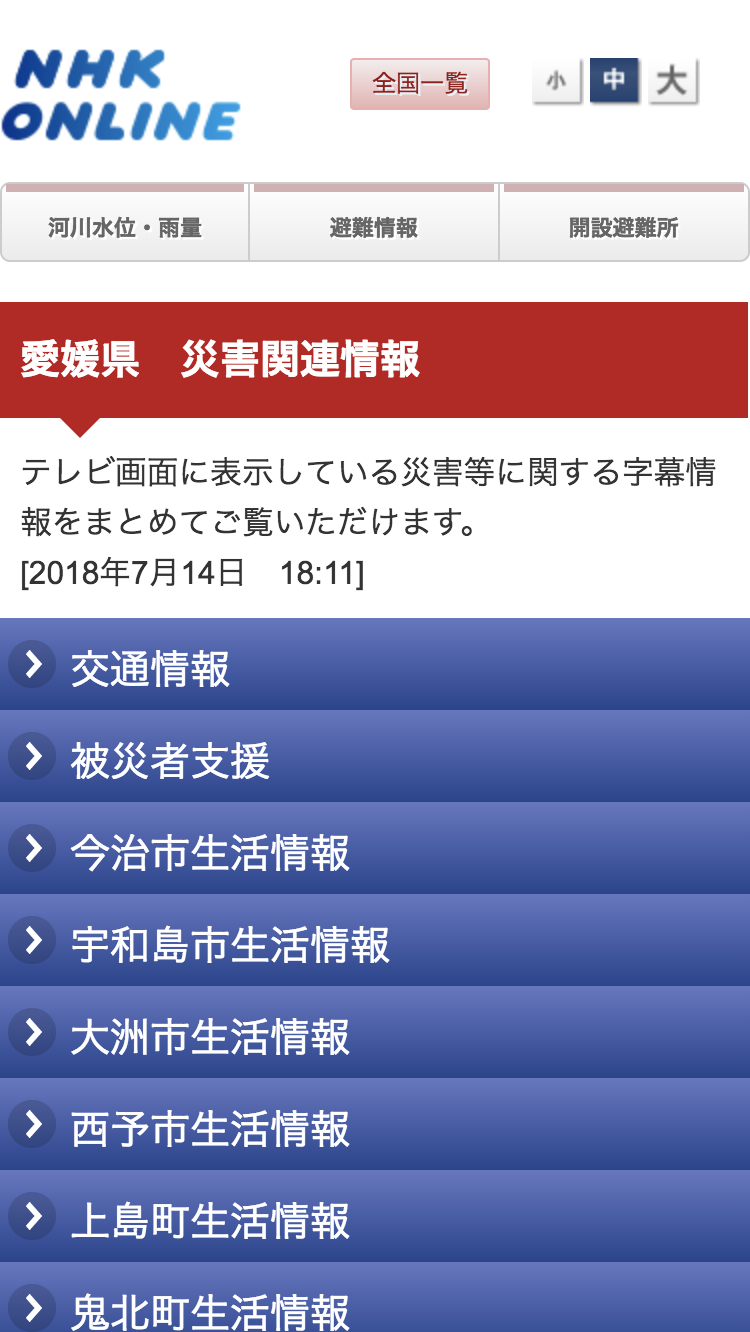 NHK
ONLINE
全国一覧
小 中 大
河川水位・雨量 避難情報 開設避難所
愛媛県　災害関連情報
テレビ画面に表示している災害等に関する字幕情
報をまとめてご覧いただけます。
[2018年7月14日　18:11]
交通情報
被災者支援
今治市生活情報
宇和島市生活情報
大洲市生活情報
西予市生活情報
上島町生活情報
鬼北町生活情報